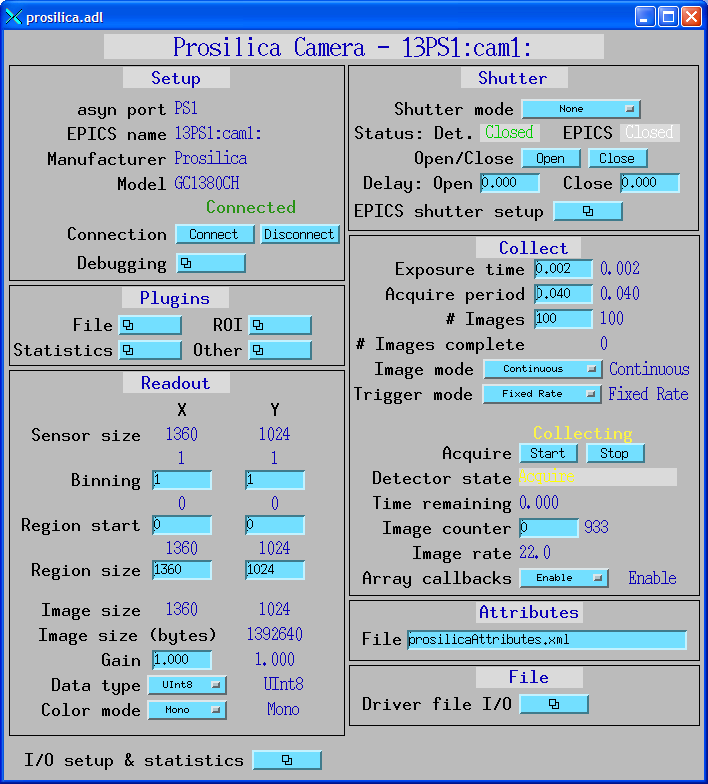 prosilica.adl
Prosilica Camera - 13PS1:cam1:
Setup
asyn port PS1
EPICS name 13PS1:cam1:
Manufacturer Prosilica
Model GC1380CH
Connected
Connection Connect Disconnect
Debugging
Plugins
File ROI
Statistics Other
Readout
X Y
Sensor size 1360 1024
1 1
Binning 1 1
0 0
Region start 0 0
1360 1024
Region size 1360 1024
Image size 1360 1024
Image size (bytes) 1392640
Gain 1.000 1.000
Data type UInt8 UInt8
Color mode Mono Mono
I/O setup & statistics
Shutter
Shutter mode None
Status: Det. Closed EPICS Closed
Open/Close Open Close
Delay: Open 0.000 Close 0.000
EPICS shutter setup
Collect
Exposure time 0.002 0.002
Acquire period 0.040 0.040
# Images 100 100
# Images complete 0
Image mode Continuous Continuous
Trigger mode Fixed Rate Fixed Rate
Collecting
Acquire Start Stop
Detector state
Time remaining 0.000
Image counter 0 933
Image rate 22.0
Array callbacks Enable Enable
Attributes
File prosilicaAttributes.xml
File
Driver file I/O